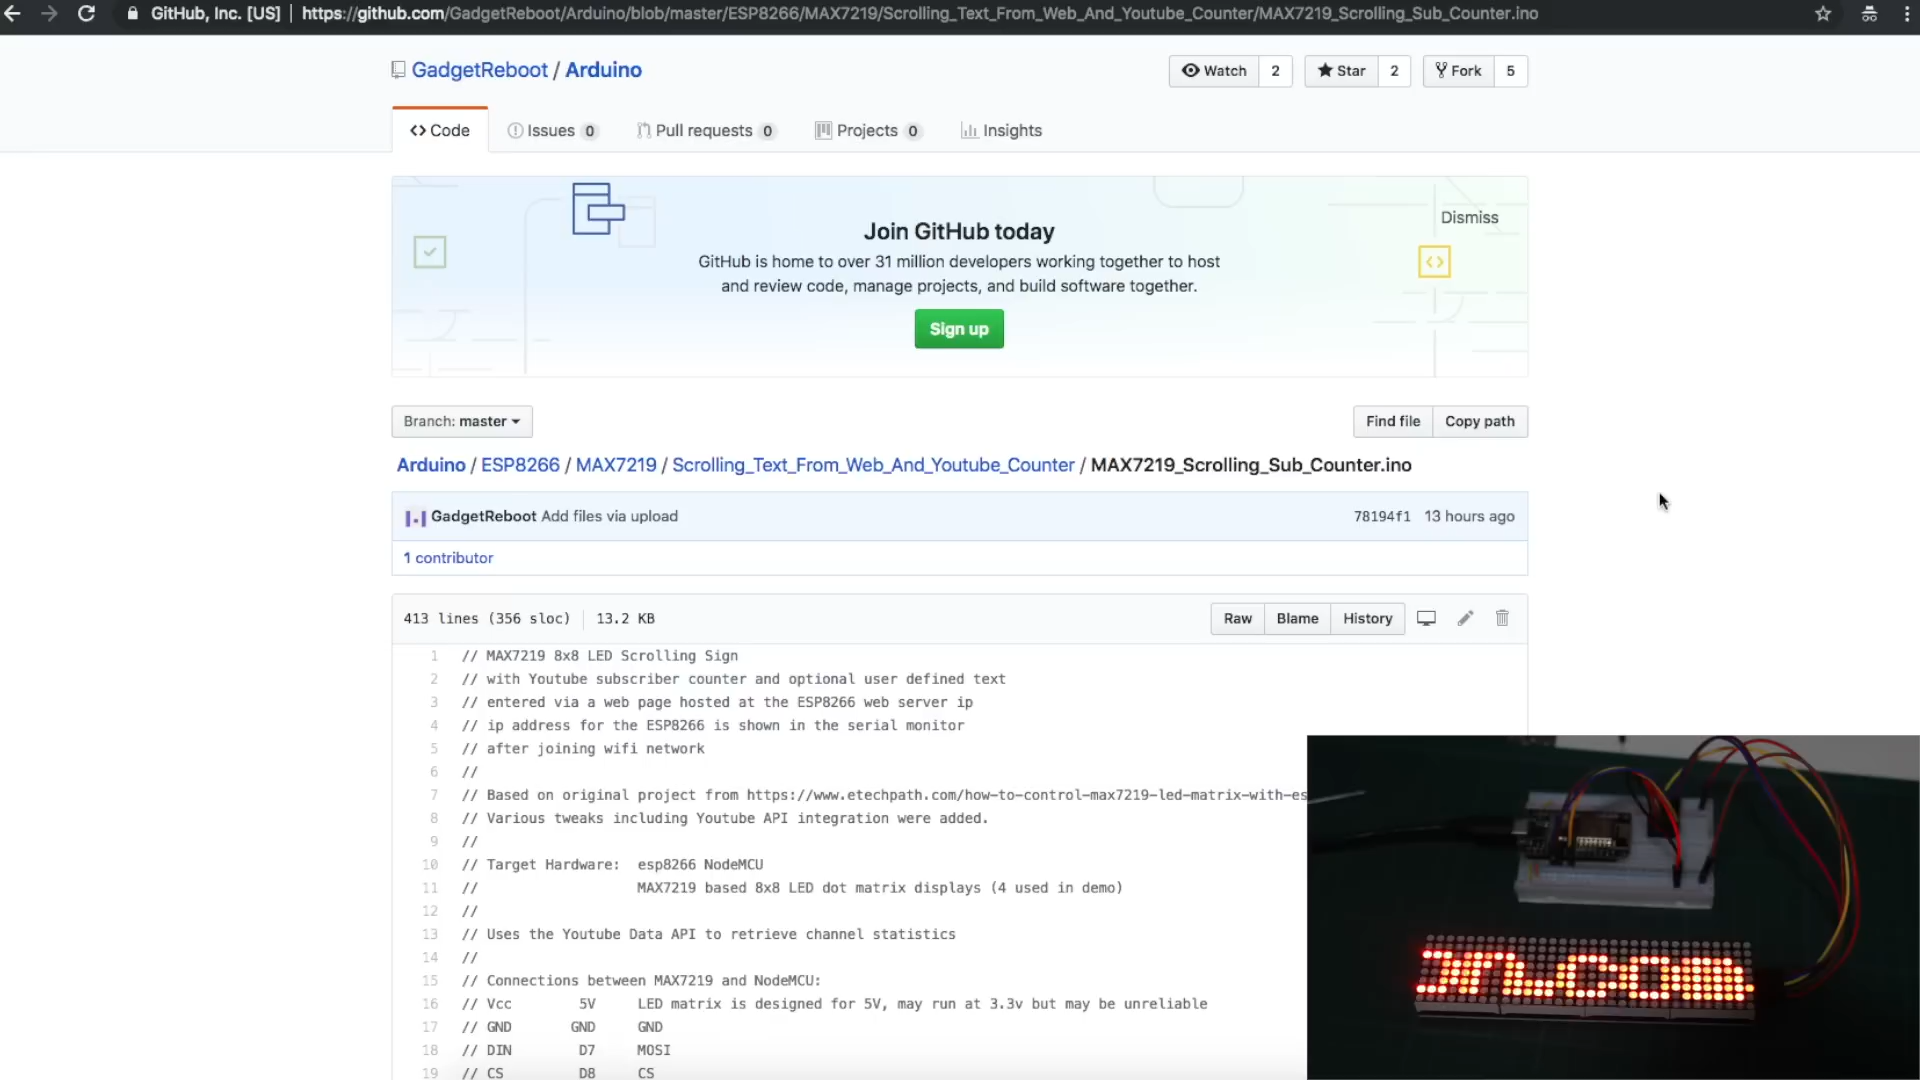 GitHub, Inc. [US] | https://github.com/GadgetReboot/Arduino/blob/master/ESP8266/MAX7219/Scrolling_Text_From_Web_And_Youtube_Counter/MAX7219_Scrolling_Sub_Counter.ino
GadgetReboot / Arduino
Watch 2 Star 2 Fork 5
Code Issues 0 Pull requests 0 Projects 0 Insights
Dismiss
Join GitHub today
GitHub is home to over 31 million developers working together to host
and review code, manage projects, and build software together.
Sign up
Branch: master Find file Copy path
Arduino / ESP8266 / MAX7219 / Scrolling_Text_From_Web_And_Youtube_Counter / MAX7219_Scrolling_Sub_Counter.ino
GadgetReboot Add files via upload 78194f1 13 hours ago
1 contributor
413 lines (356 sloc) 13.2 KB Raw Blame History
1 // MAX7219 8x8 LED Scrolling Sign
2 // with Youtube subscriber counter and optional user defined text
3 // entered via a web page hosted at the ESP8266 web server ip
4 // ip address for the ESP8266 is shown in the serial monitor
5 // after joining wifi network
6 //
7 // Based on original project from https://www.etechpath.com/how-to-control-max7219-led-matrix-with-es
8 // Various tweaks including Youtube API integration were added.
9 //
10 // Target Hardware: esp8266 NodeMCU
11 // MAX7219 based 8x8 LED dot matrix displays (4 used in demo)
12 //
13 // Uses the Youtube Data API to retrieve channel statistics
14 //
15 // Connections between MAX7219 and NodeMCU:
16 // Vcc 5V LED matrix is designed for 5V, may run at 3.3v but may be unreliable
17 // GND GND GND
18 // DIN D7 MOSI
19 // CS D8 CS